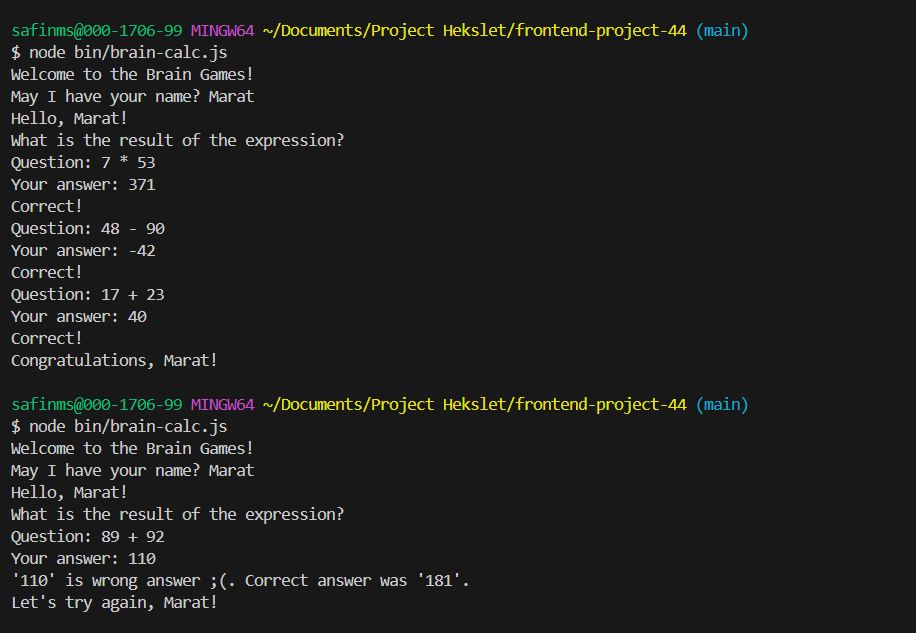 safinms@000-1706-99 MINGW64 ~/Documents/Project Hekslet/frontend-project-44 (main)
$ node bin/brain-calc.js
Welcome to the Brain Games!
May I have your name? Marat
Hello, Marat!
What is the result of the expression?
Question: 7 * 53
Your answer: 371
Correct!
Question: 48 - 90
Your answer: -42
Correct!
Question: 17 + 23
Your answer: 40
Correct!
Congratulations, Marat!
safinms@000-1706-99 MINGW64 ~/Documents/Project Hekslet/frontend-project-44 (main)
$ node bin/brain-calc.js
Welcome to the Brain Games!
May I have your name? Marat
Hello, Marat!
What is the result of the expression?
Question: 89 + 92
Your answer: 110
'110' is wrong answer ;(. Correct answer was '181'.
Let's try again, Marat!